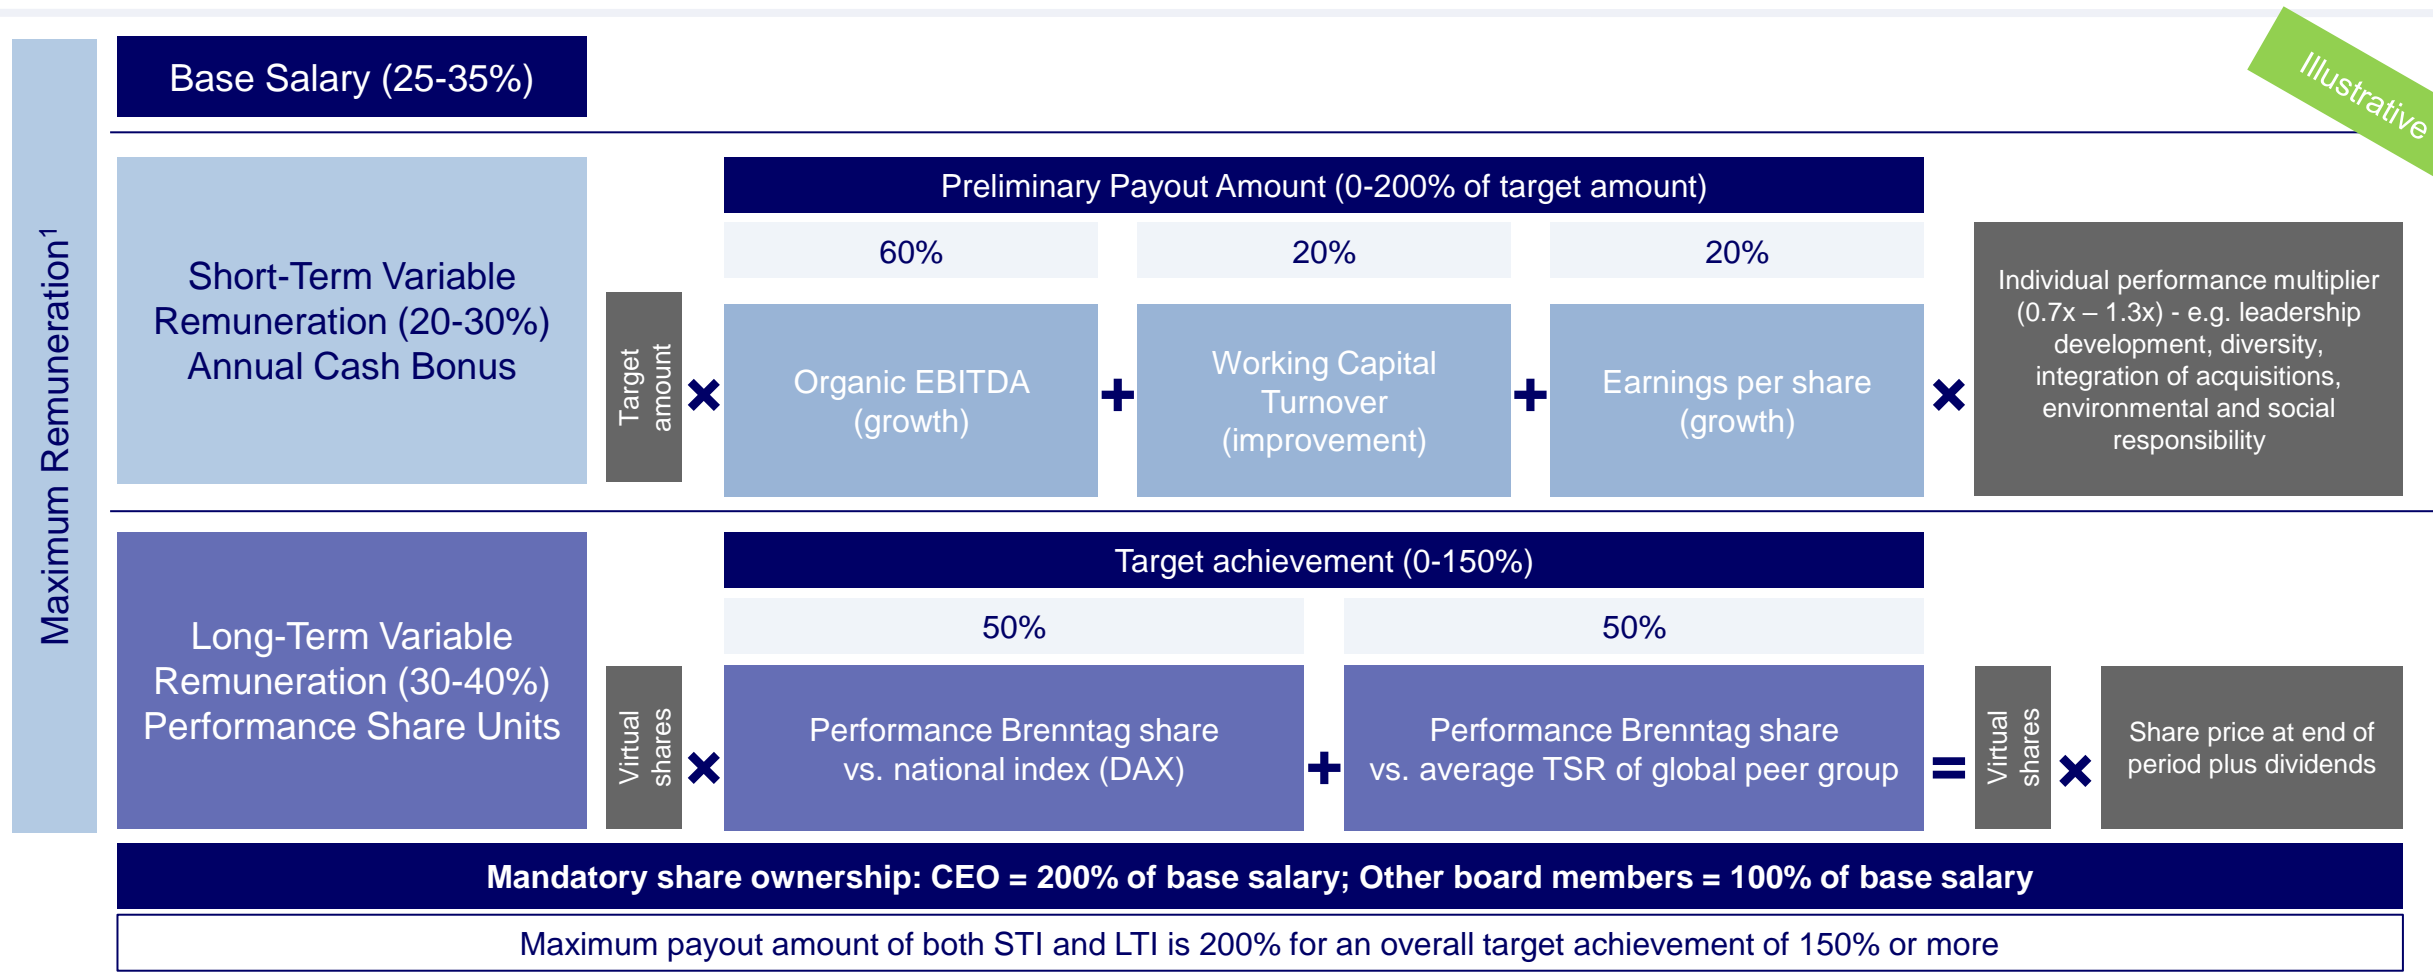 Illustrative
Maximum Remuneration¹
Base Salary (25-35%)
Short-Term Variable
Remuneration (20-30%)
Annual Cash Bonus
Target
amount
×
Preliminary Payout Amount (0-200% of target amount)
60%
20%
20%
Organic EBITDA
(growth)
+
Working Capital
Turnover
(improvement)
+
Earnings per share
(growth)
×
Individual performance multiplier
(0.7x – 1.3x) - e.g. leadership
development, diversity,
integration of acquisitions,
environmental and social
responsibility
Long-Term Variable
Remuneration (30-40%)
Performance Share Units
Virtual
shares
×
Target achievement (0-150%)
50%
50%
Performance Brenntag share
vs. national index (DAX)
+
Performance Brenntag share
vs. average TSR of global peer group
=
Virtual
shares
×
Share price at end of
period plus dividends
Mandatory share ownership: CEO = 200% of base salary; Other board members = 100% of base salary
Maximum payout amount of both STI and LTI is 200% for an overall target achievement of 150% or more